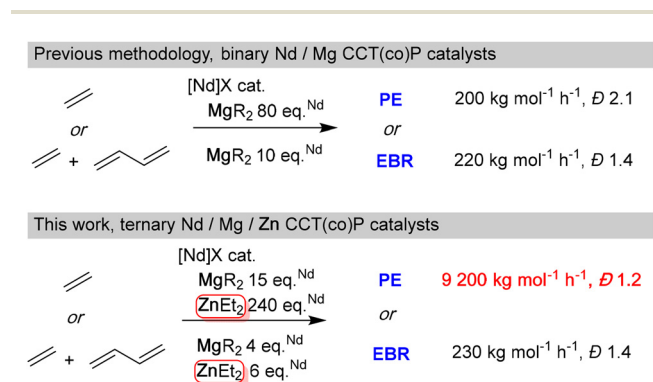 Previous methodology, binary Nd / Mg CCT(co)P catalysts
[Nd]X cat.
MgR2 80 eq.Nd
PE 200 kg mol-1 h-1, Đ 2.1
or or
+ MgR2 10 eq.Nd EBR 220 kg mol-1 h-1, Đ 1.4
This work, ternary Nd / Mg / Zn CCT(co)P catalysts
[Nd]X cat.
MgR2 15 eq.Nd PE 9 200 kg mol-1 h-1, Đ 1.2
ZnEt2 240 eq.Nd
or or
MgR2 4 eq.Nd
+ EBR 230 kg mol-1 h-1, Đ 1.4
ZnEt2 6 eq.Nd